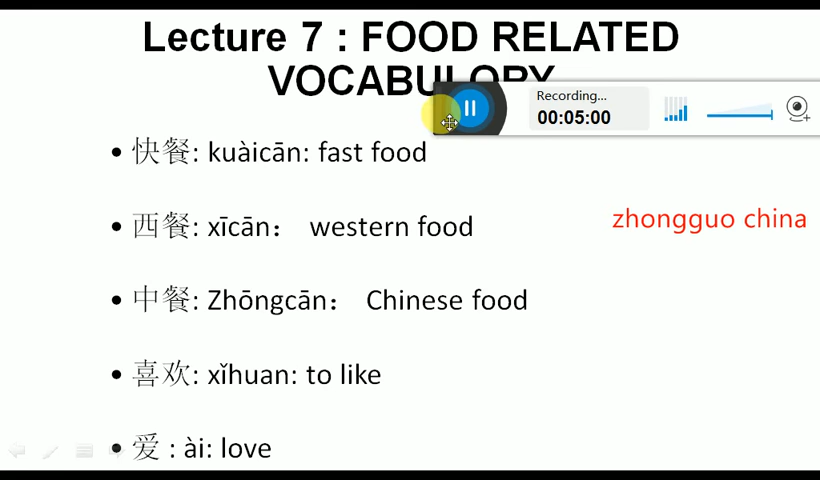 Lecture 7 : FOOD RELATED
VOCABULORY
Recording...
00:05:00
• 快餐: kuàicān: fast food
• 西餐: xīcān： western food
zhongguo china
• 中餐: Zhōngcān： Chinese food
• 喜欢: xǐhuan: to like
• 爱 : ài: love